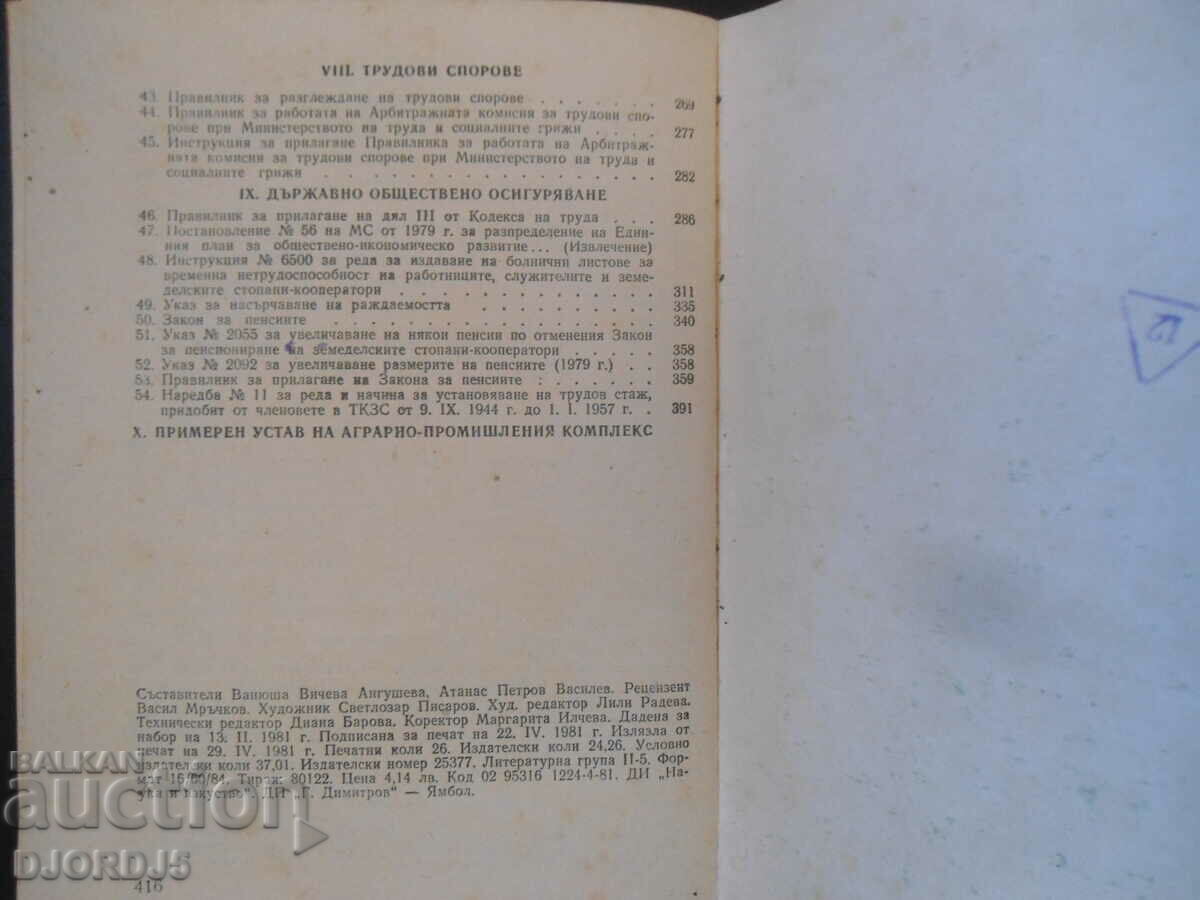 VIII. ТРУДОВИ СПОРОВЕ
43. Правилник за разглеждане на трудови спорове . . . . . . . 269
44. Правилник за работата на Арбитражната комисия за трудови спо-
рове при Министерството на труда и социалните грижи . . . . 277
45. Инструкция за прилагане Правилника за работата на Арбитраж-
ната комисия за трудови спорове при Министерството на труда и
социалните грижи . . . . . . . . . . . . . . . . 282
IX. ДЪРЖАВНО ОБЩЕСТВЕНО ОСИГУРЯВАНЕ
46. Правилник за прилагане на дял III от Кодекса на труда . . . 286
47. Постановление № 56 на МС от 1979 г. за разпределение на Един-
ния план за обществено-икономическо развитие... (Извлечение)
48. Инструкция № 6500 за реда за издаване на болнични листове за
временна нетрудоспособност на работниците, служителите и земе-
делските стопани-кооператори . . . . . . . . . . . . 311
49. Указ за насърчаване на раждаемостта . . . . . . . . . 335
50. Закон за пенсиите . . . . . . . . . . . . . . . 340
51. Указ № 2055 за увеличаване на някои пенсии по отменения Закон
за пенсиониране на земеделските стопани-кооператори . . . . . 358
52. Указ № 2092 за увеличаване размерите на пенсиите (1979 г.) . . 358
53. Правилник за прилагане на Закона за пенсиите : . . . . . . 359
54. Наредба № 11 за реда и начина за установяване на трудов стаж,
придобит от членовете в ТКЗС от 9. IX. 1944 г. до 1. I. 1957 г. . 391
X. ПРИМЕРЕН УСТАВ НА АГРАРНО-ПРОМИШЛЕНИЯ КОМПЛЕКС
Съставители Ванюша Вичева Ангушева, Атанас Петров Василев. Рецензент
Васил Мръчков. Художник Светлозар Писаров. Худ. редактор Лили Радева.
Технически редактор Диана Барова. Коректор Маргарита Илчева. Дадена за
набор на 13. II. 1981 г. Подписана за печат на 22. IV. 1981 г. Излязла от
печат на 29. IV. 1981 г. Печатни коли 26. Издателски коли 24,26. Условно
издателски коли 37,01. Издателски номер 25377. Литературна група II-5. Фор-
мат 16/60/84. Тираж 80122. Цена 4,14 лв. Код 02 95316 1224-4-81. ДИ „На-
ука и изкуство“. ДИ „Г. Димитров“ — Ямбол.
416
12
BALKAN
auction
DJORDJ5